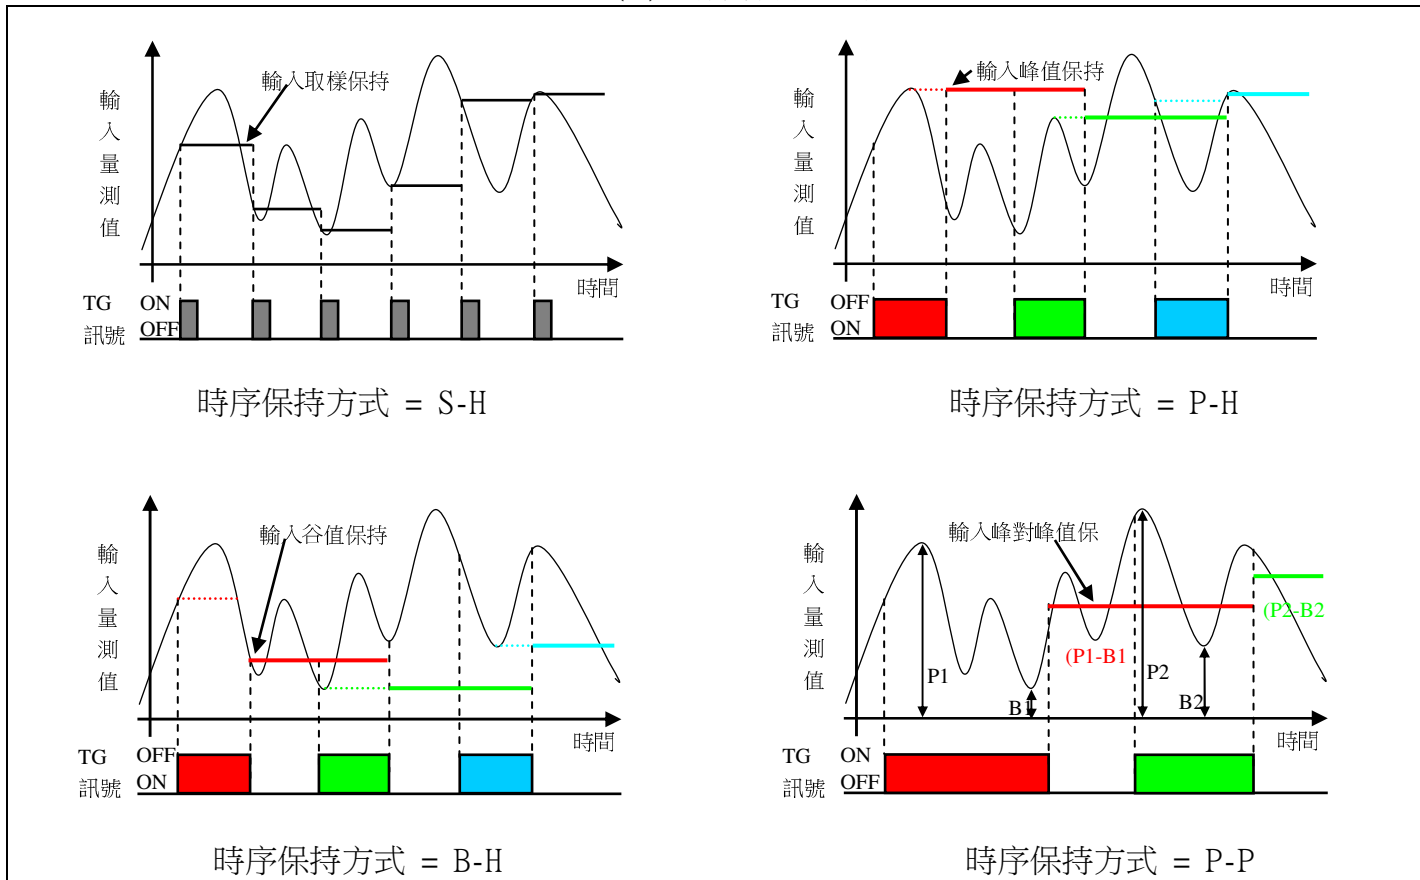 輸入取樣保持
輸入量測值
時間
TG ON
訊號 OFF
時序保持方式 = S-H
輸入峰值保持
輸入量測值
時間
TG OFF
訊號 ON
時序保持方式 = P-H
輸入谷值保持
輸入量測值
時間
TG OFF
訊號 ON
時序保持方式 = B-H
輸入峰對峰值保
輸入量測值
(P2-B2
(P1-B1
P1
P2
B1
B2
時間
TG ON
訊號 OFF
時序保持方式 = P-P